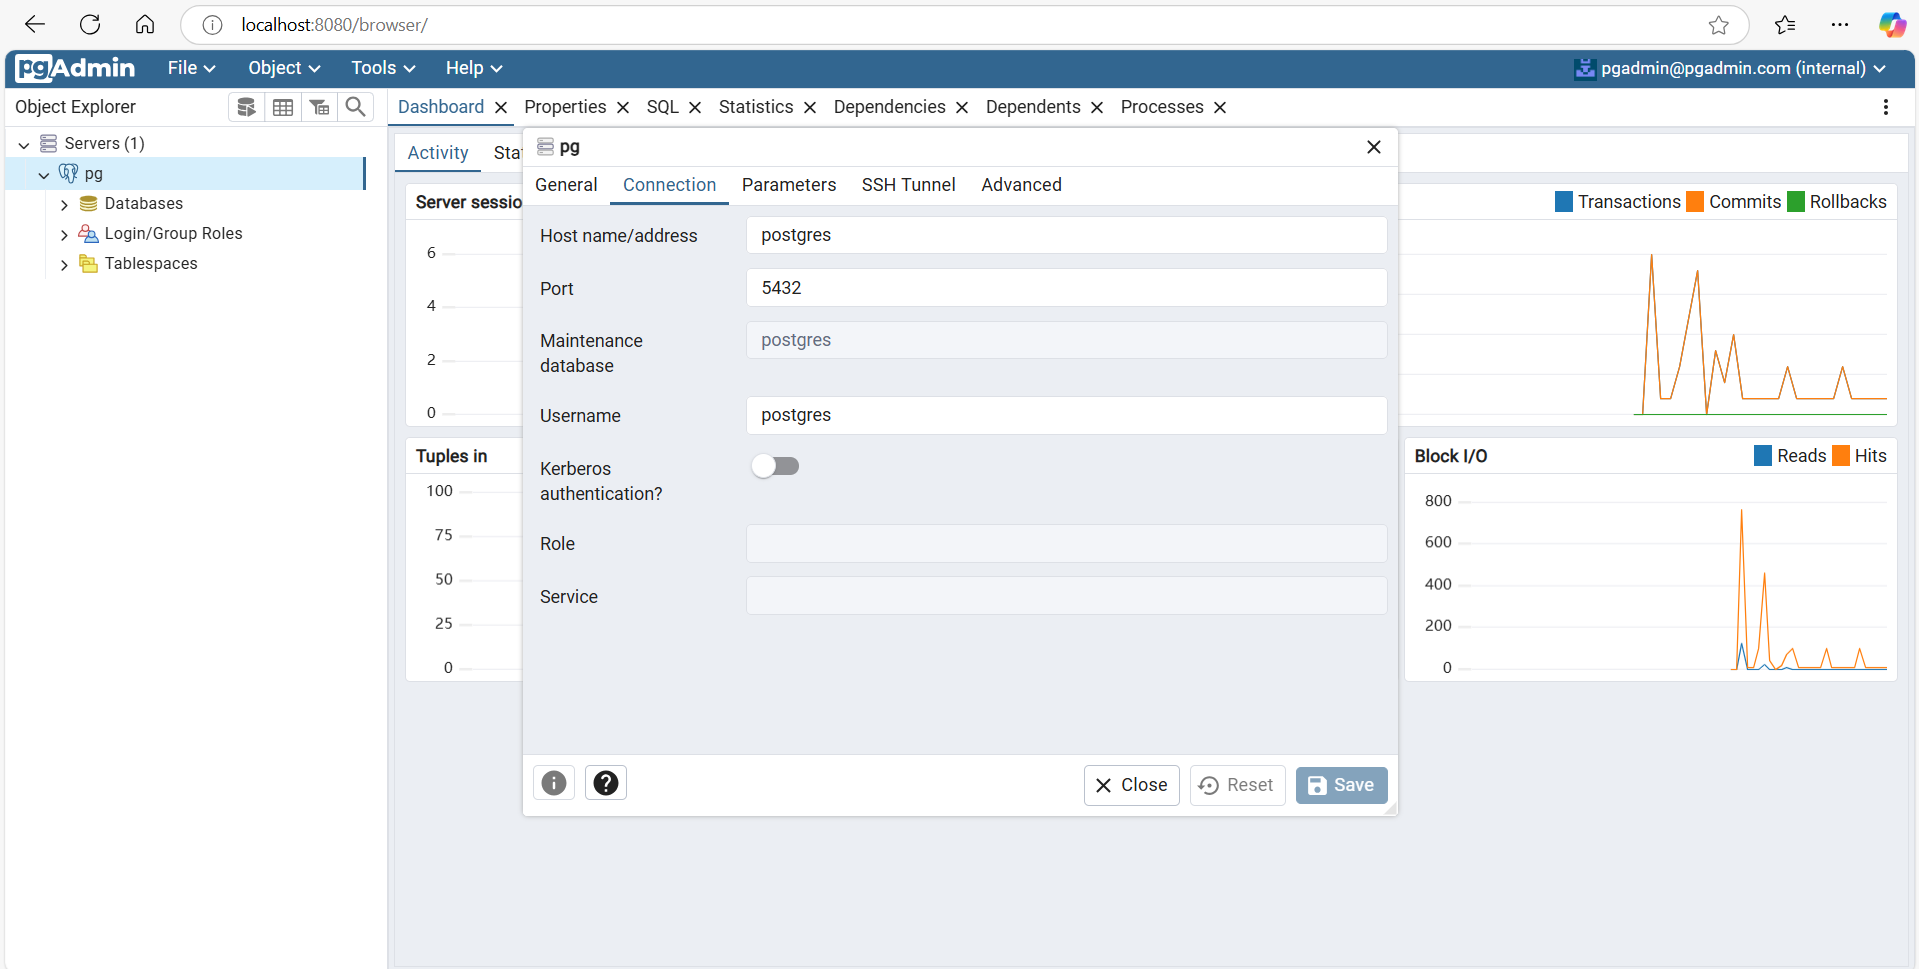 localhost:8080/browser/
pgAdmin File Object Tools Help pgadmin@pgadmin.com (internal)
Object Explorer
Dashboard Properties SQL Statistics Dependencies Dependents Processes
Servers (1)
pg
Databases
Login/Group Roles
Tablespaces
Activity Sta
Server sessio
6
4
2
0
Tuples in
100
75
50
25
0
pg
General Connection Parameters SSH Tunnel Advanced
Host name/address postgres
Port 5432
Maintenance
database
postgres
Username postgres
Kerberos
authentication?
Role
Service
Close Reset Save
Transactions Commits Rollbacks
Block I/O Reads Hits
800
600
400
200
0